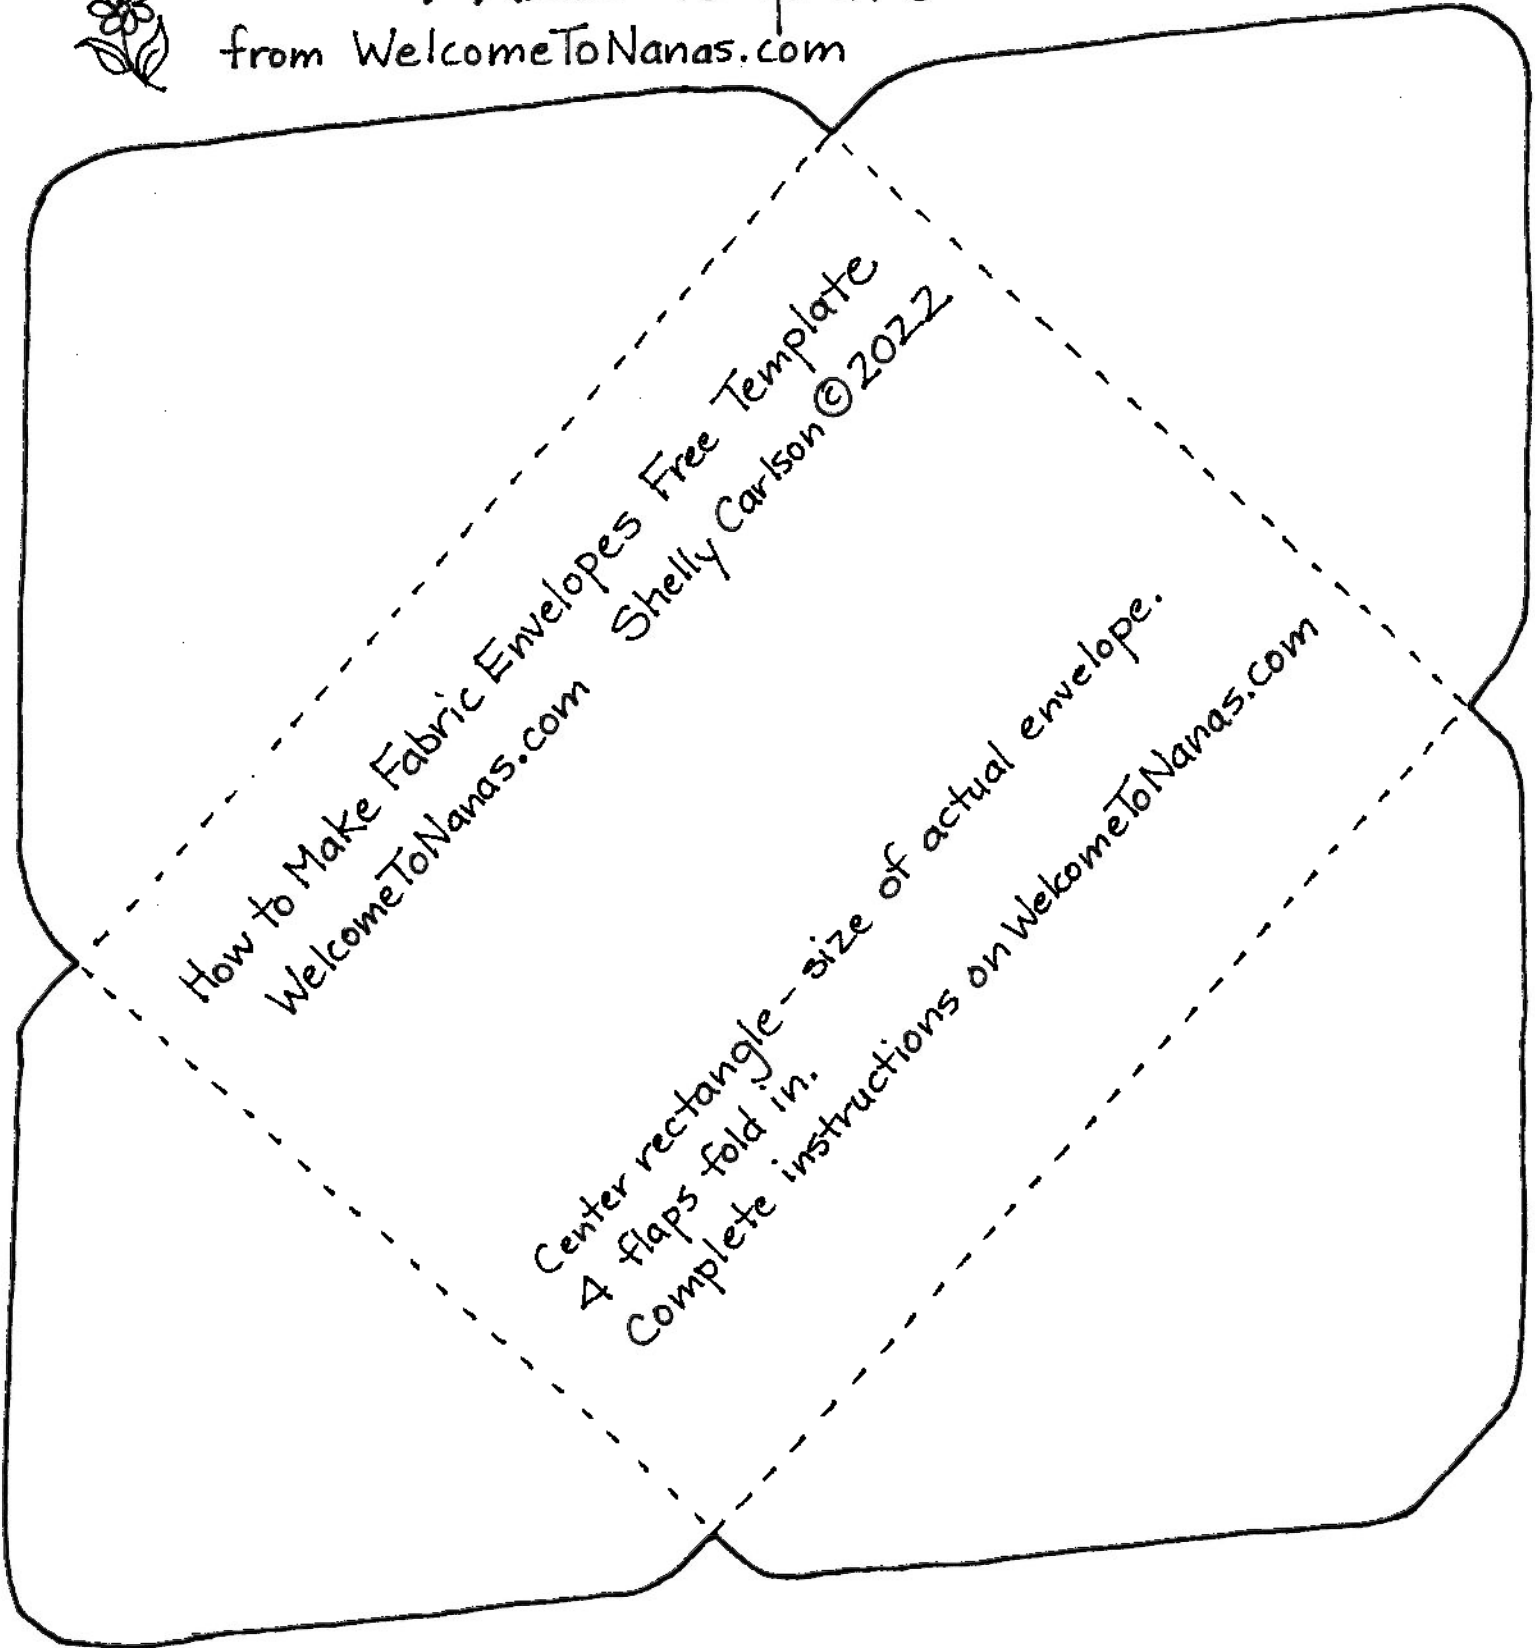 from WelcomeToNanas.com
How to Make Fabric Envelopes Free Template
WelcomeToNanas.com Shelly Carlson © 2022
Center rectangle - size of actual envelope.
4 flaps fold in.
Complete instructions on WelcomeToNanas.com